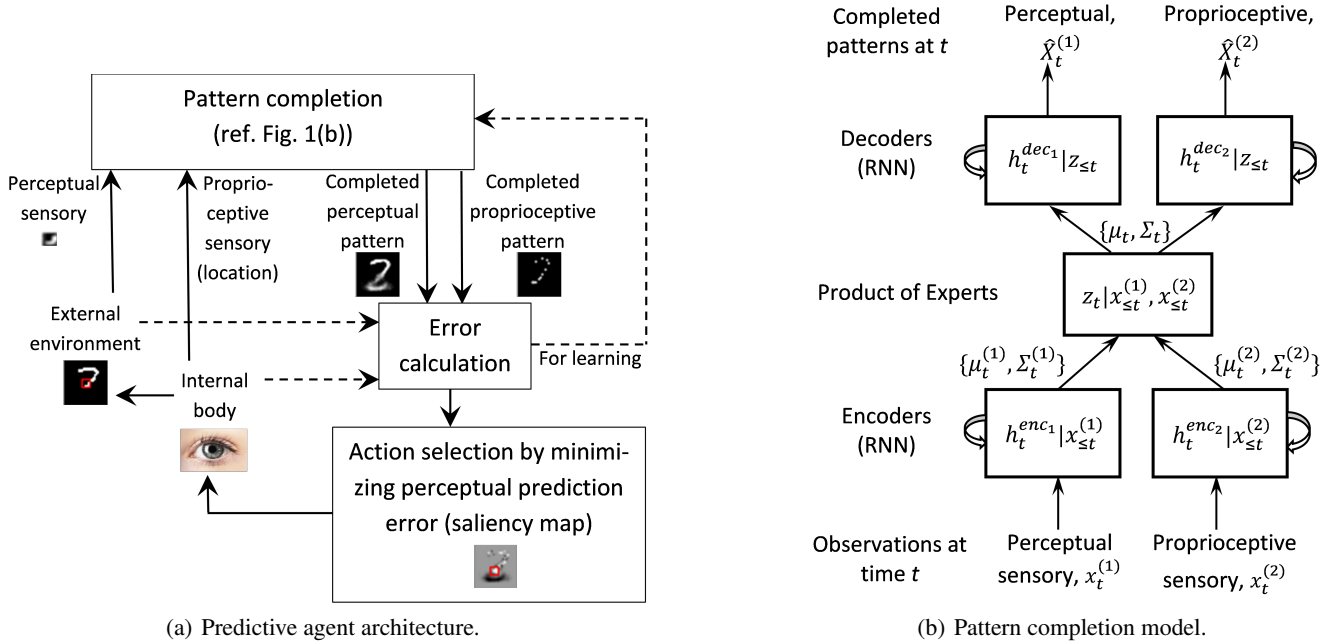 Pattern completion
(ref. Fig. 1(b))
Perceptual
sensory
Proprio-
ceptive
sensory
(location)
Completed
perceptual
pattern
Completed
proprioceptive
pattern
External
environment
Internal
body
Error
calculation
For learning
Action selection by minimi-
zing perceptual prediction
error (saliency map)
(a) Predictive agent architecture.
Completed
patterns at t
Perceptual,
X̂_t^{(1)}
Proprioceptive,
X̂_t^{(2)}
Decoders
(RNN)
h_t^{dec_1}|z_{≤t}
h_t^{dec_2}|z_{≤t}
{μ_t, Σ_t}
Product of Experts
z_t|x_{≤t}^{(1)}, x_{≤t}^{(2)}
{μ_t^{(1)}, Σ_t^{(1)}}
{μ_t^{(2)}, Σ_t^{(2)}}
Encoders
(RNN)
h_t^{enc_1}|x_{≤t}^{(1)}
h_t^{enc_2}|x_{≤t}^{(2)}
Observations at
time t
Perceptual
sensory, x_t^{(1)}
Proprioceptive
sensory, x_t^{(2)}
(b) Pattern completion model.